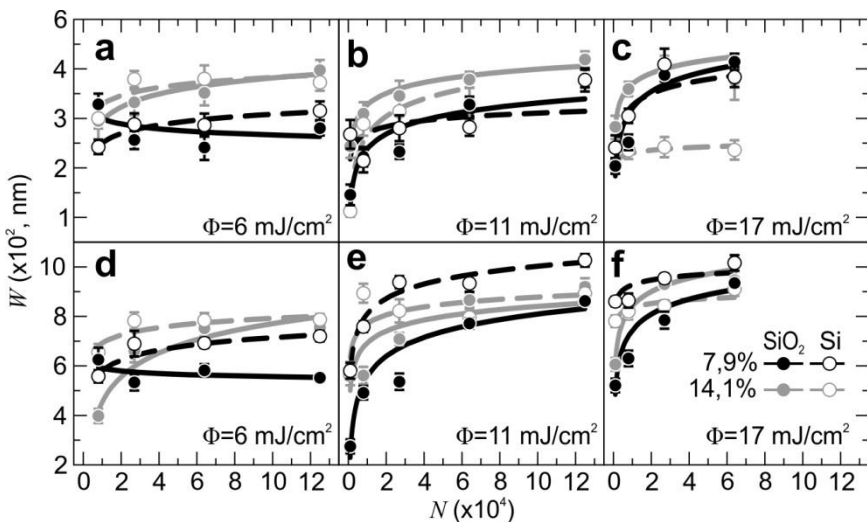 W (x10², nm)
6
5
4
3
2
1
a
Φ=6 mJ/cm²
b
Φ=11 mJ/cm²
c
Φ=17 mJ/cm²
10
8
6
4
2
d
Φ=6 mJ/cm²
e
Φ=11 mJ/cm²
f
SiO₂ Si
7,9%
14,1%
Φ=17 mJ/cm²
0 2 4 6 8 10 12
0 2 4 6 8 10 12
0 2 4 6 8 10 12
N (x10⁴)